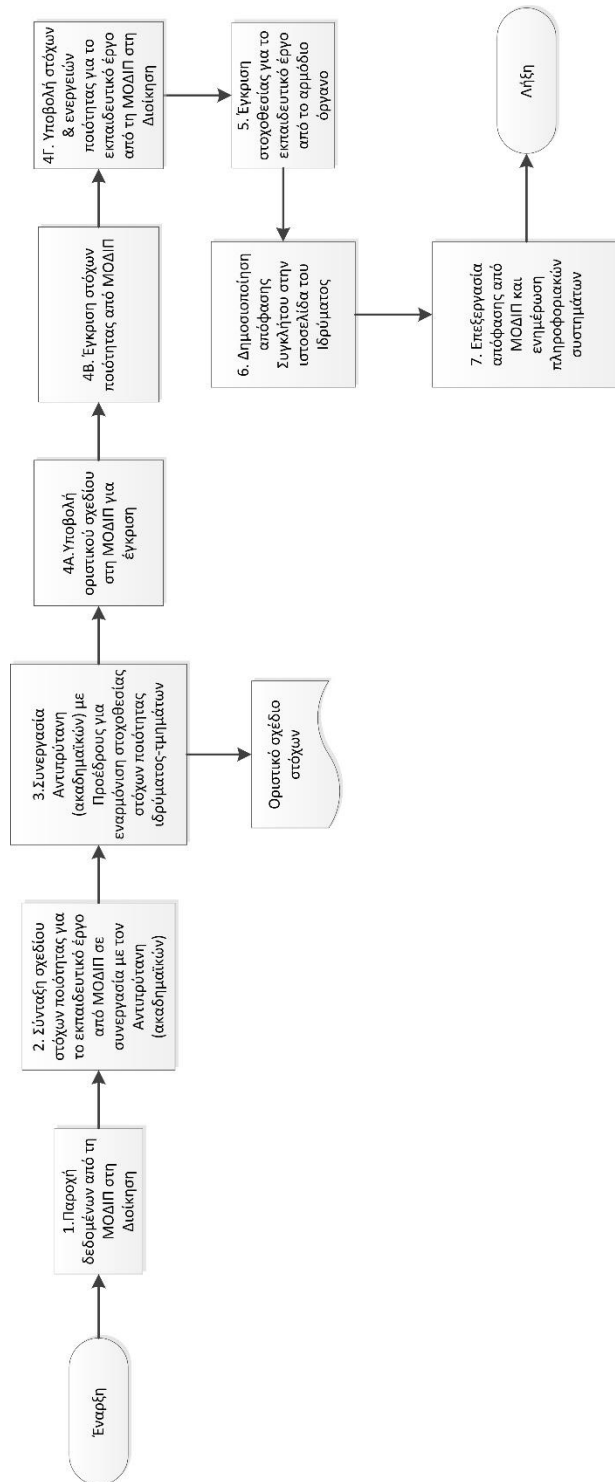 Έναρξη
1.Παροχή
δεδομένων από τη
ΜΟΔΙΠ στη
Διοίκηση
2. Σύνταξη σχεδίου
στόχων ποιότητας για
το εκπαιδευτικό έργο
από ΜΟΔΙΠ σε
συνεργασία με τον
Αντιπρύτανη
(ακαδημαϊκών)
3.Συνεργασία
Αντιπρύτανη
(ακαδημαϊκών) με
Προέδρους για
εναρμόνιση στοχοθεσίας
στόχων ποιότητας
ιδρύματος-τμημάτων
Οριστικό σχέδιο
στόχων
4Α.Υποβολή
οριστικού σχεδίου
στη ΜΟΔΙΠ για
έγκριση
4Β. Έγκριση στόχων
ποιότητας από ΜΟΔΙΠ
4Γ. Υποβολή στόχων
& ενεργειών
ποιότητας για το
εκπαιδευτικό έργο
από τη ΜΟΔΙΠ στη
Διοίκηση
5. Έγκριση
στοχοθεσίας για το
εκπαιδευτικό έργο
από το αρμόδιο
όργανο
6. Δημοσιοποίηση
απόφασης
Συγκλήτου στην
ιστοσελίδα του
Ιδρύματος
7. Επεξεργασία
απόφασης από
ΜΟΔΙΠ και
ενημέρωση
πληροφοριακών
συστημάτων
Λήξη